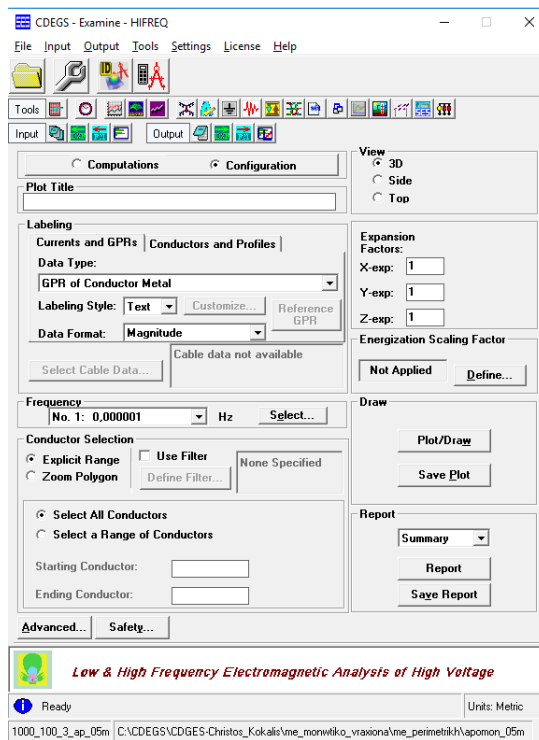 CDEGS - Examine - HIFREQ
File Input Output Tools Settings License Help
ID
Tools
Input Output
Computations Configuration
Plot Title
Labeling
Currents and GPRs Conductors and Profiles
Data Type:
GPR of Conductor Metal
Labeling Style: Text Customize... Reference GPR
Data Format: Magnitude
Select Cable Data... Cable data not available
Frequency
No. 1: 0,000001 Hz Select...
Conductor Selection
Explicit Range Use Filter None Specified
Zoom Polygon Define Filter...
Select All Conductors
Select a Range of Conductors
Starting Conductor:
Ending Conductor:
Advanced... Safety...
View
3D
Side
Top
Expansion
Factors:
X-exp: 1
Y-exp: 1
Z-exp: 1
Energization Scaling Factor
Not Applied Define...
Draw
Plot/Draw
Save Plot
Report
Summary
Report
Save Report
Low & High Frequency Electromagnetic Analysis of High Voltage
Ready Units: Metric
1000_100_3_ap_05m C:\CDEGS\CDGES-Christos_Kokalis\me_monwtiko_vraxiona\me_perimetrikh\apomon_05m